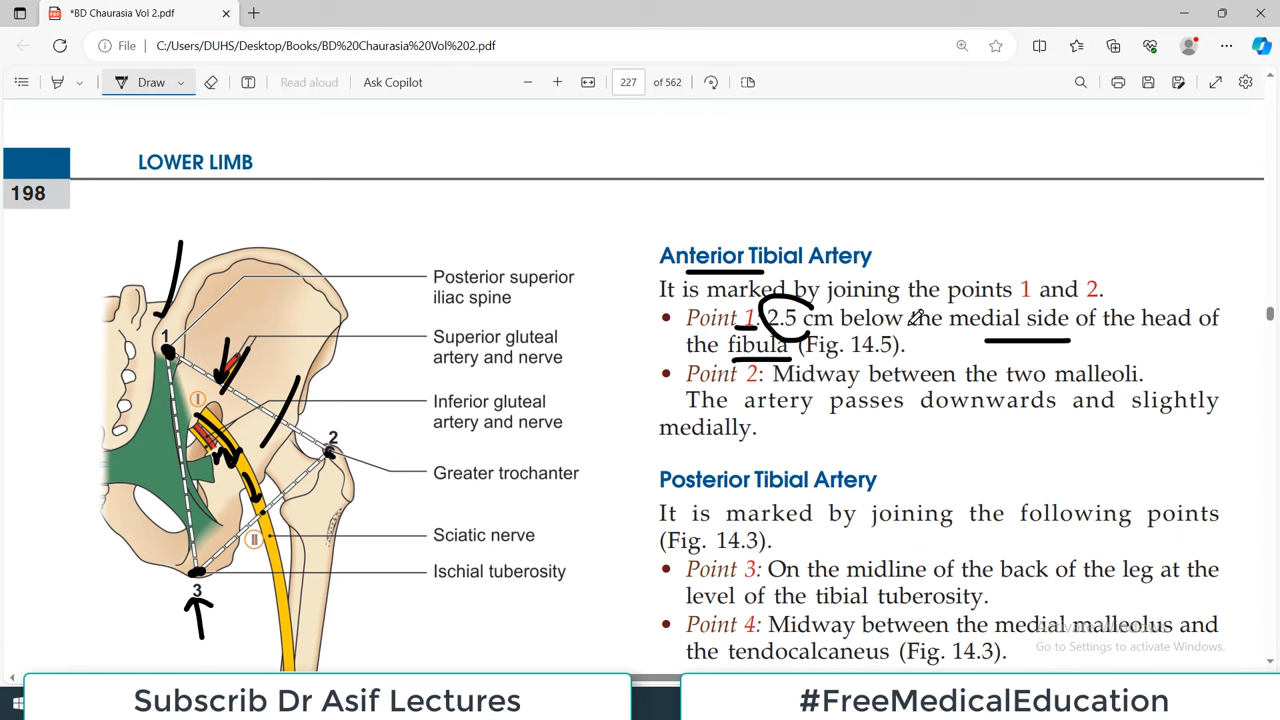 *BD Chaurasia Vol 2.pdf
File
C:/Users/DUHS/Desktop/Books/BD%20Chaurasia%20Vol%202.pdf
Draw
Read aloud
Ask Copilot
227
of 562
LOWER LIMB
198
Posterior superior
iliac spine
1
Superior gluteal
artery and nerve
I
Inferior gluteal
artery and nerve
2
Greater trochanter
Sciatic nerve
II
Ischial tuberosity
3
Anterior Tibial Artery
It is marked by joining the points 1 and 2.
• Point 1: 2.5 cm below the medial side of the head of
the fibula (Fig. 14.5).
• Point 2: Midway between the two malleoli.
The artery passes downwards and slightly
medially.
Posterior Tibial Artery
It is marked by joining the following points
(Fig. 14.3).
• Point 3: On the midline of the back of the leg at the
level of the tibial tuberosity.
• Point 4: Midway between the medial malleolus and
the tendocalcaneus (Fig. 14.3).
Activate Windows
Go to Settings to activate Windows.
Subscrib Dr Asif Lectures
#FreeMedicalEducation